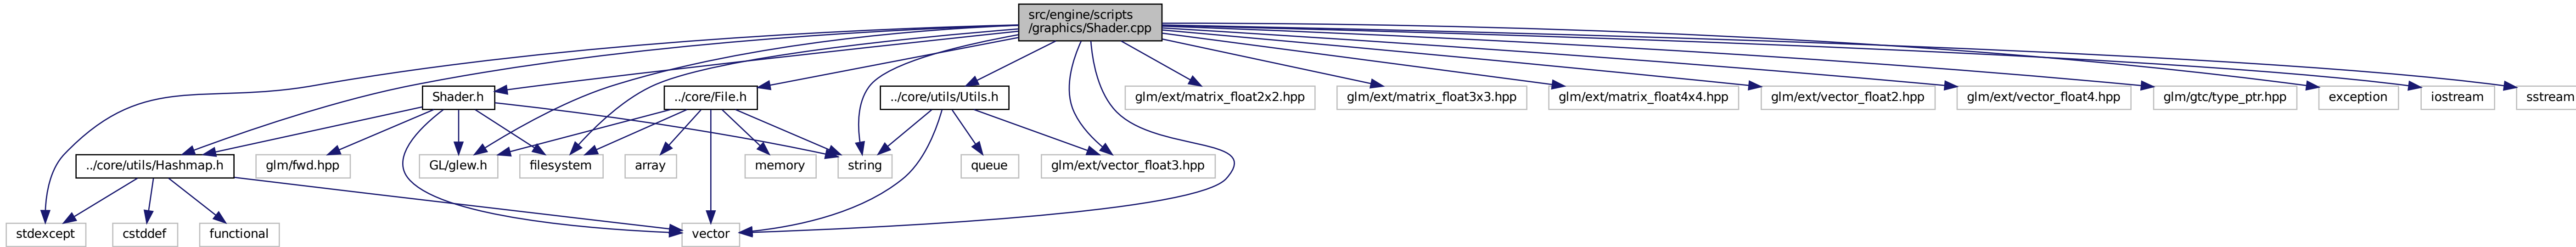 src/engine/scripts
/graphics/Shader.cpp
Shader.h
../core/File.h
../core/utils/Utils.h
glm/ext/matrix_float2x2.hpp
glm/ext/matrix_float3x3.hpp
glm/ext/matrix_float4x4.hpp
glm/ext/vector_float2.hpp
glm/ext/vector_float4.hpp
glm/gtc/type_ptr.hpp
exception
iostream
sstream
../core/utils/Hashmap.h
glm/fwd.hpp
GL/glew.h
filesystem
array
memory
string
queue
glm/ext/vector_float3.hpp
stdexcept
cstddef
functional
vector